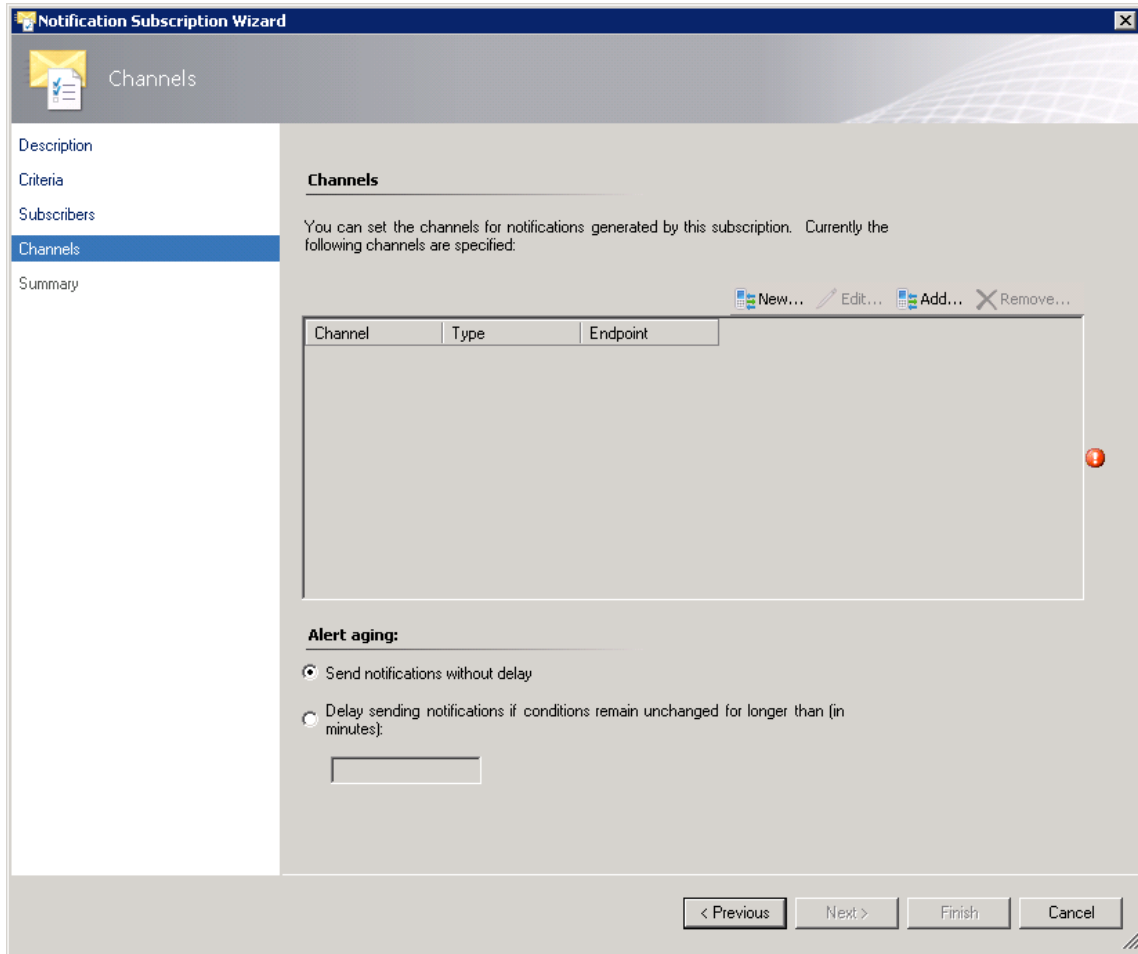 Notification Subscription Wizard
Channels
Description
Criteria
Subscribers
Channels
Summary
Channels
You can set the channels for notifications generated by this subscription. Currently the
following channels are specified:
New... Edit... Add... Remove...
Channel Type Endpoint
Alert aging:
Send notifications without delay
Delay sending notifications if conditions remain unchanged for longer than (in
minutes):
< Previous Next > Finish Cancel